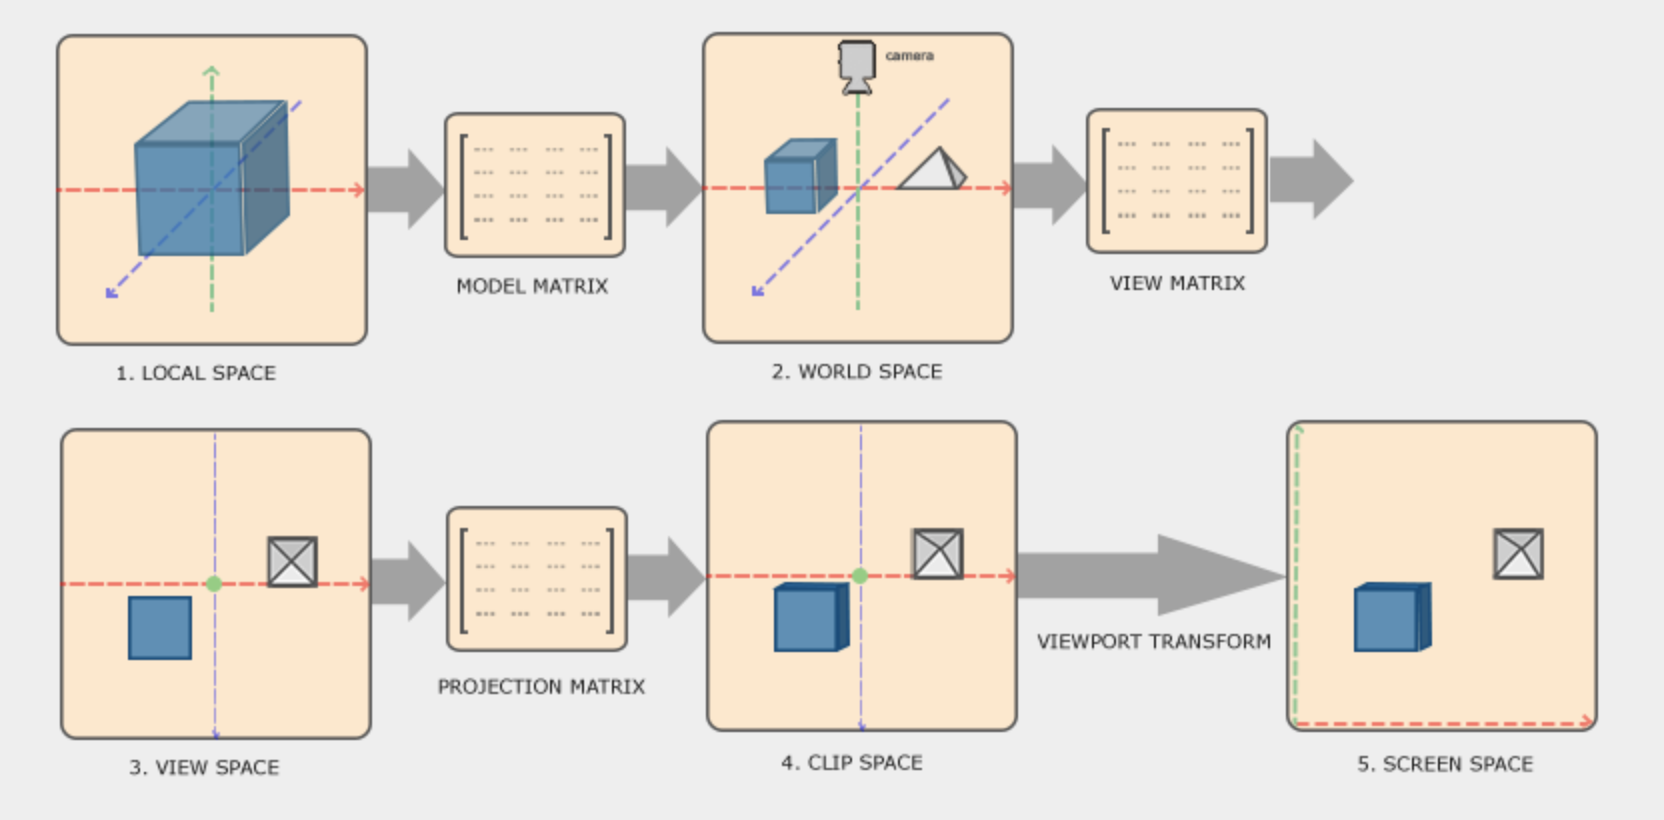 camera
MODEL MATRIX
VIEW MATRIX
1. LOCAL SPACE
2. WORLD SPACE
VIEWPORT TRANSFORM
PROJECTION MATRIX
3. VIEW SPACE
4. CLIP SPACE
5. SCREEN SPACE